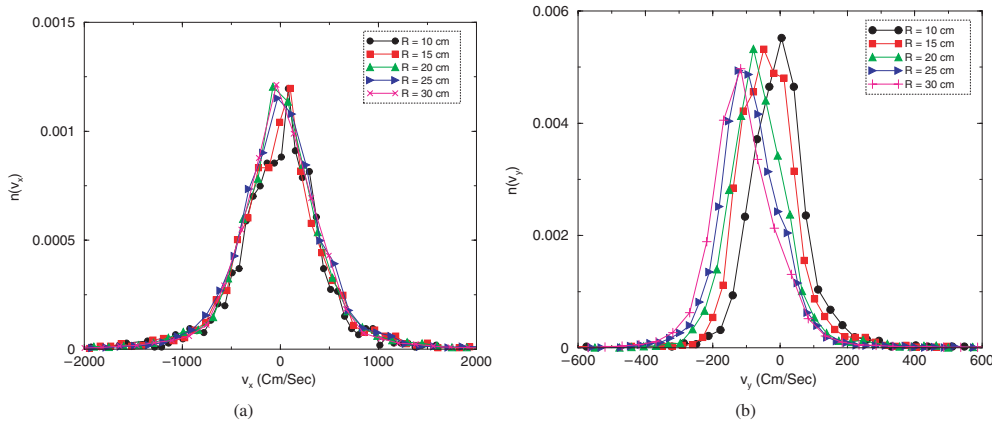 0.0015
0.001
0.0005
0
n(vx)
R = 10 cm
R = 15 cm
R = 20 cm
R = 25 cm
R = 30 cm
−2000 −1000 0 1000 2000
vx (Cm/Sec)
(a)
0.006
0.004
0.002
0
n(vy)
R = 10 cm
R = 15 cm
R = 20 cm
R = 25 cm
R = 30 cm
−600 −400 −200 0 200 400 600
vy (Cm/Sec)
(b)